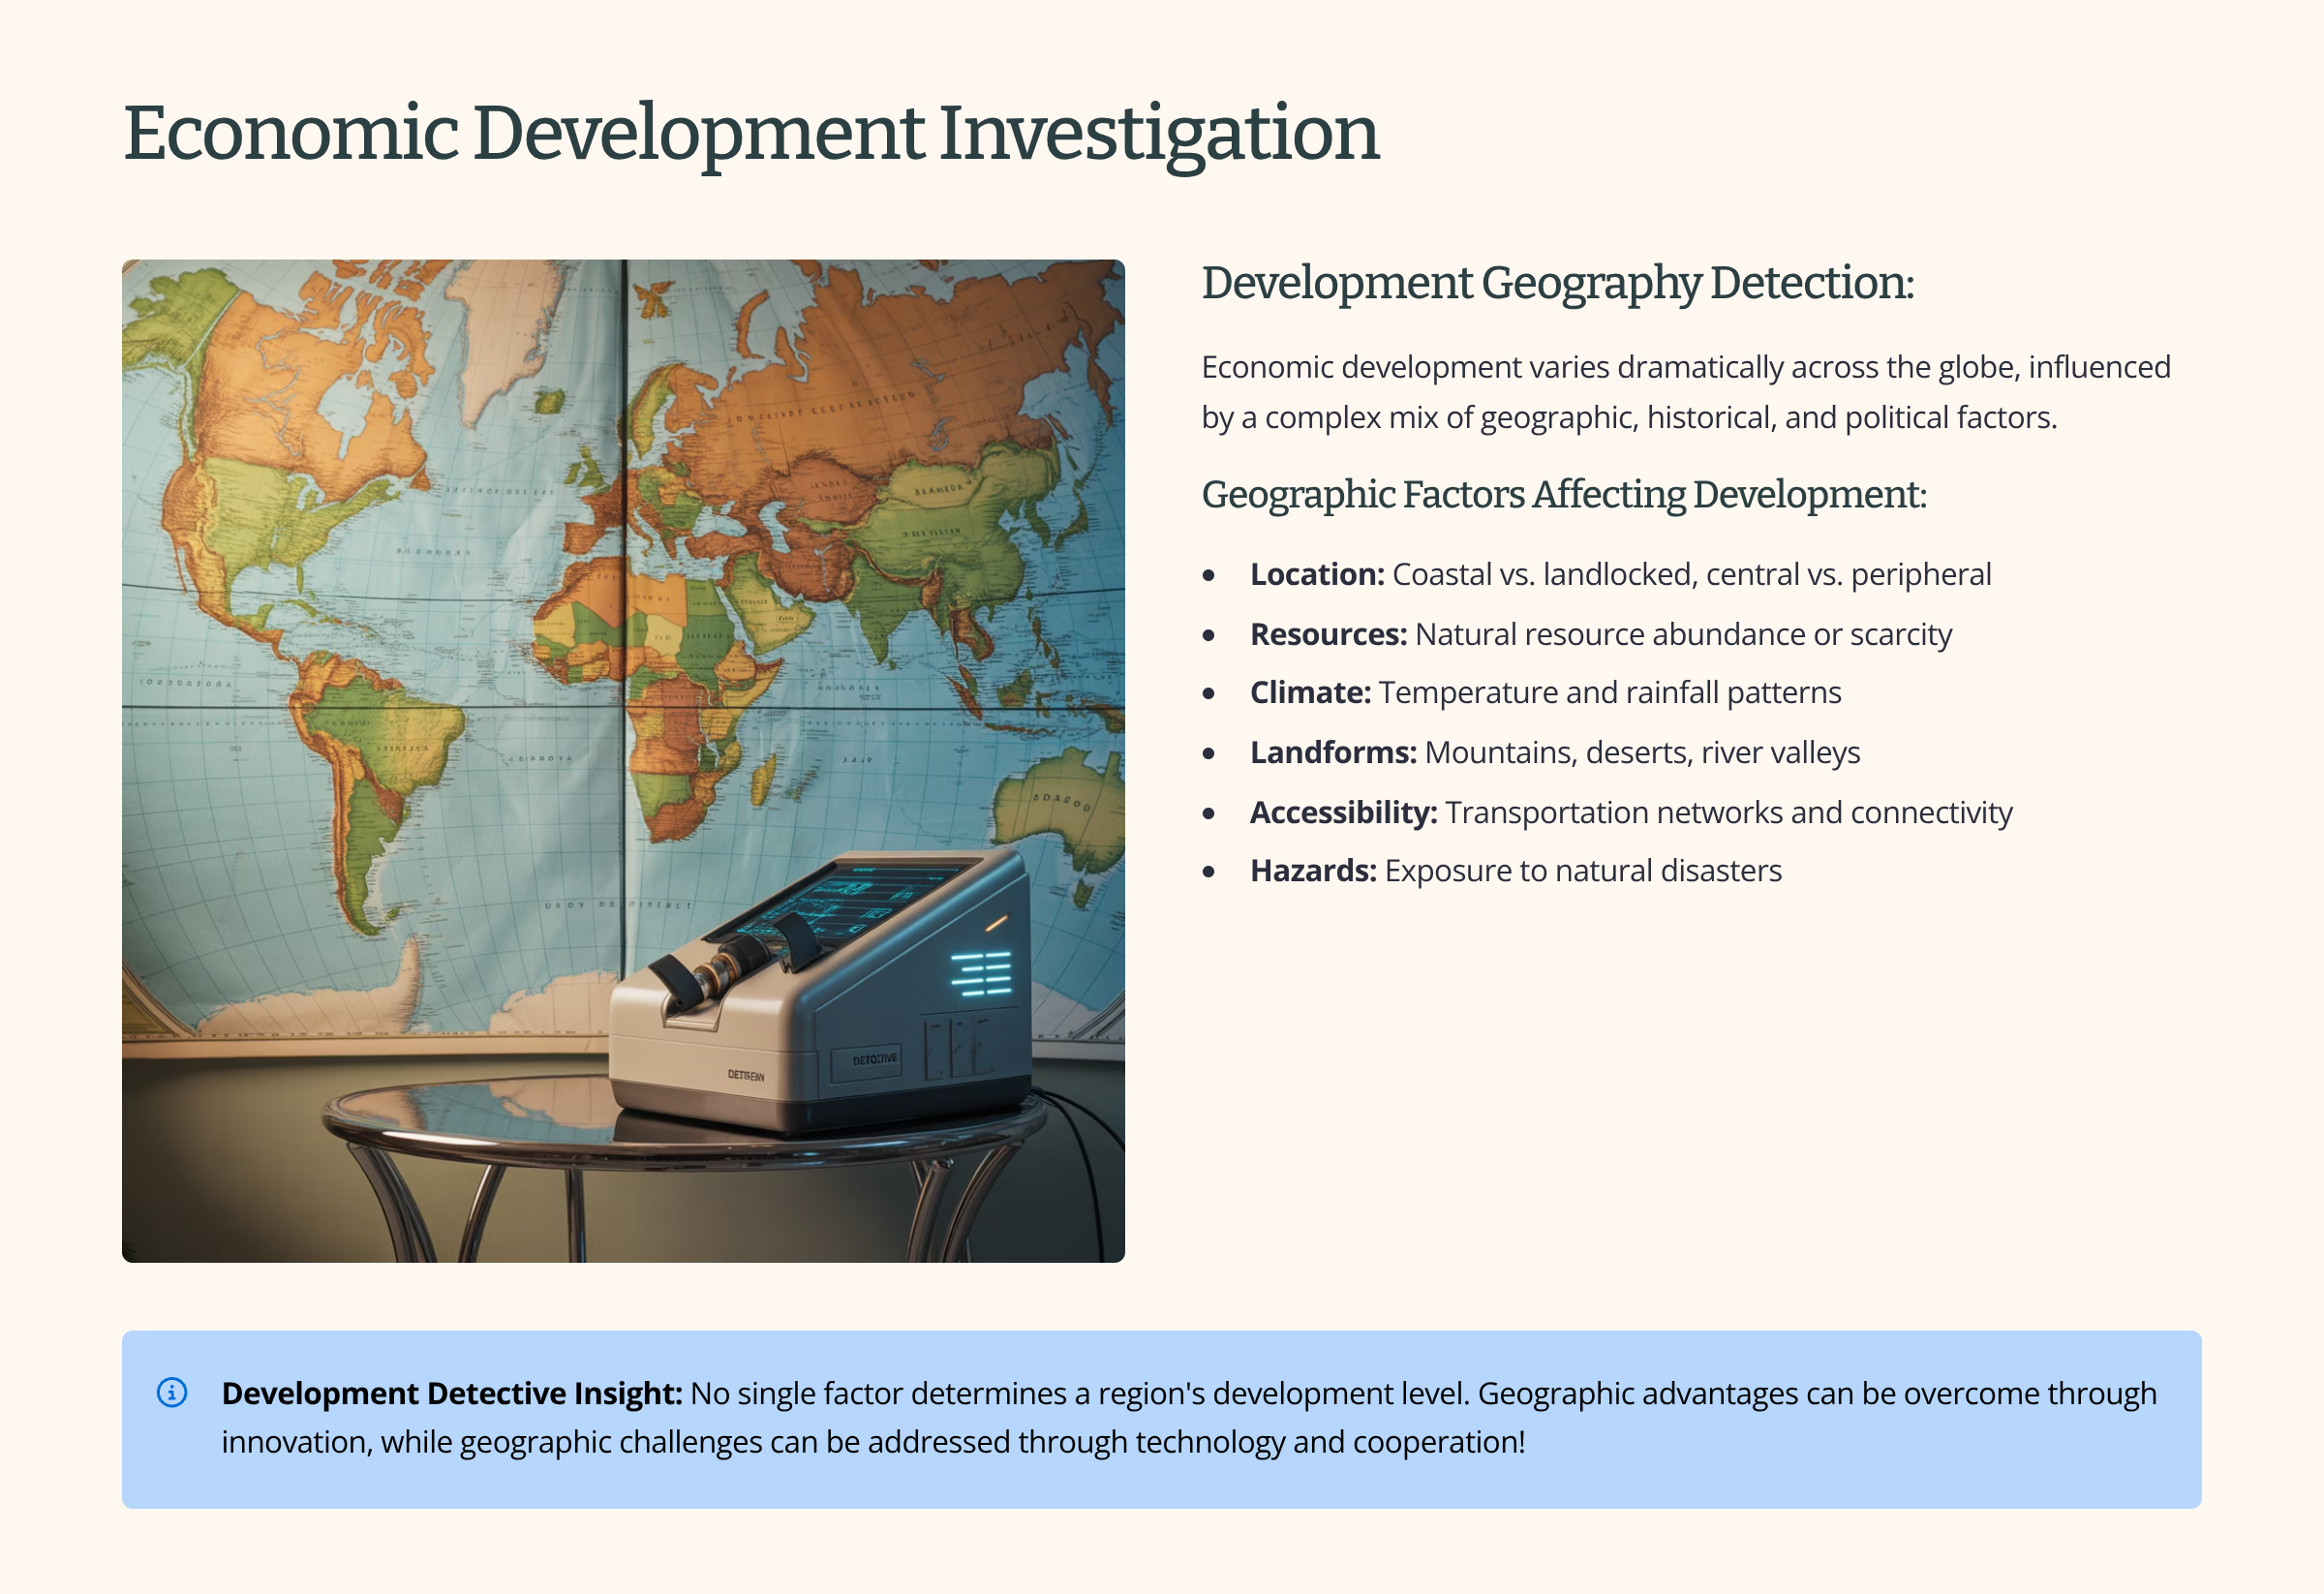 Economic Development Investigation
Development Geography Detection:
Economic development varies dramatically across the globe, influenced
by a complex mix of geographic, historical, and political factors.
Geographic Factors Affecting Development:
• Location: Coastal vs. landlocked, central vs. peripheral
• Resources: Natural resource abundance or scarcity
• Climate: Temperature and rainfall patterns
• Landforms: Mountains, deserts, river valleys
• Accessibility: Transportation networks and connectivity
• Hazards: Exposure to natural disasters
Development Detective Insight: No single factor determines a region's development level. Geographic advantages can be overcome through
innovation, while geographic challenges can be addressed through technology and cooperation!